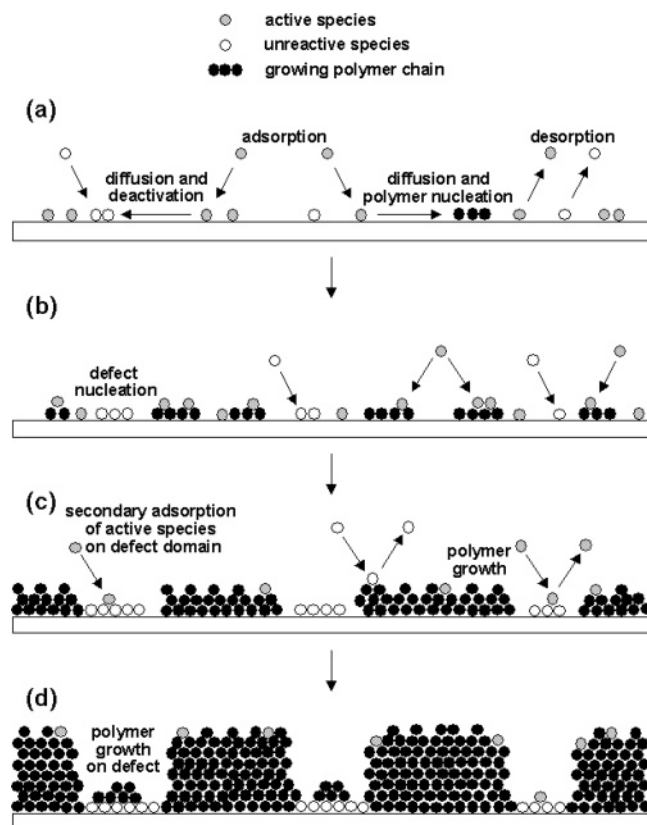 active species
unreactive species
growing polymer chain
(a)
adsorption
desorption
diffusion and
deactivation
diffusion and
polymer nucleation
(b)
defect
nucleation
(c)
secondary adsorption
of active species
on defect domain
polymer
growth
(d)
polymer
growth
on defect